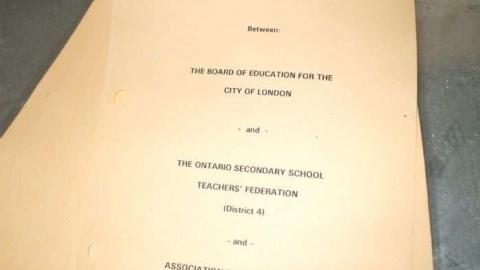 Between:
THE BOARD OF EDUCATION FOR THE
CITY OF LONDON
- and -
THE ONTARIO SECONDARY SCHOOL
TEACHERS' FEDERATION
(District 4)
- and -
ASSOCIATION